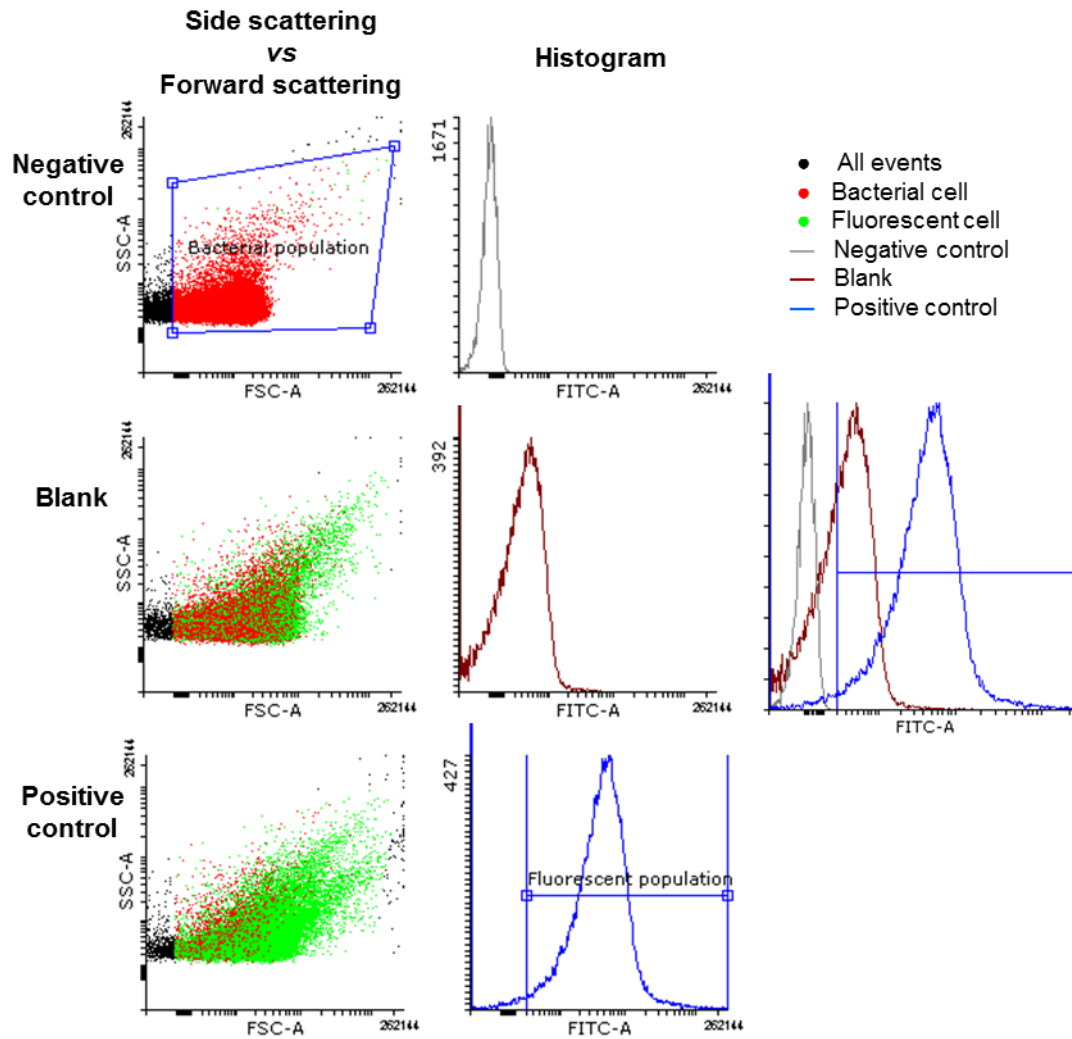 Side scattering
vs
Forward scattering
Histogram
Negative
control
262144
SSC-A
Bacterial population
FSC-A
262144
1671
FITC-A
262144
All events
Bacterial cell
Fluorescent cell
Negative control
Blank
Positive control
Blank
262144
SSC-A
FSC-A
262144
392
FITC-A
262144
FITC-A
Positive
control
262144
SSC-A
FSC-A
262144
427
Fluorescent population
FITC-A
262144